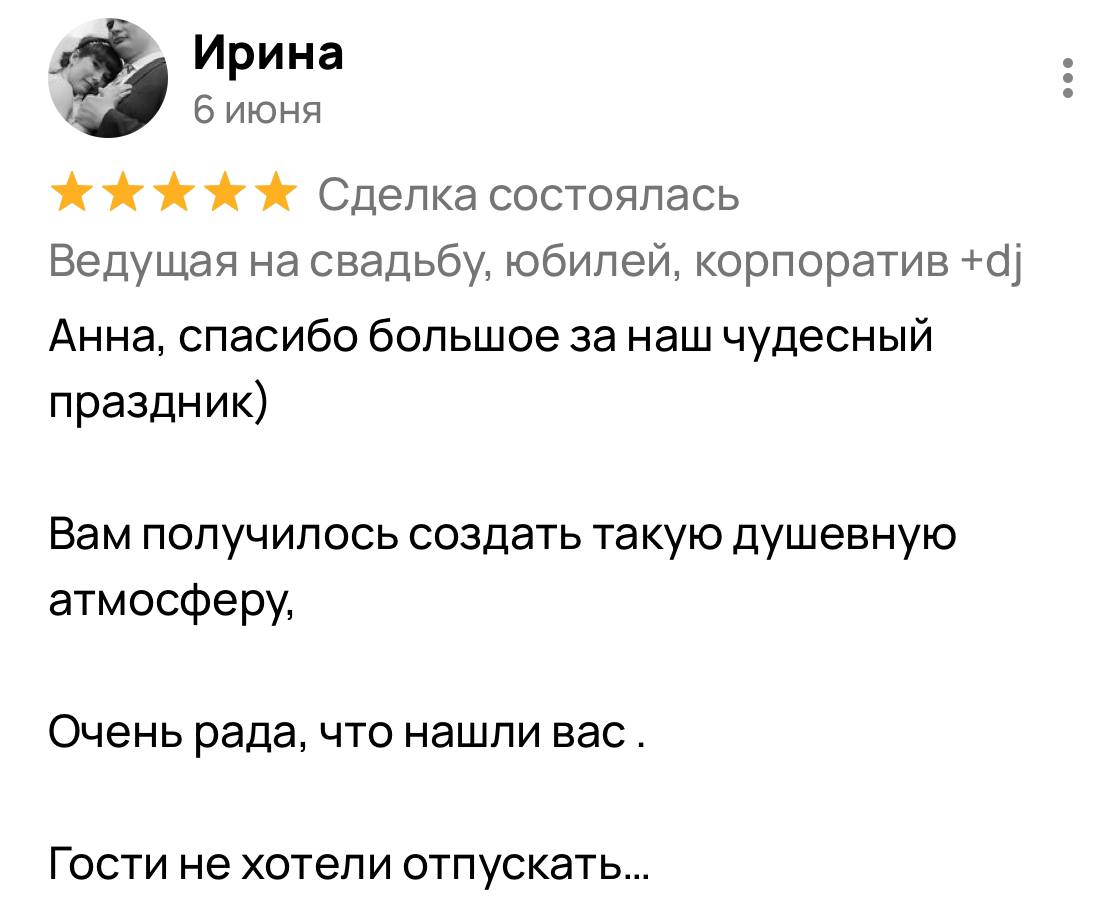 Ирина
6 июня
Сделка состоялась
Ведущая на свадьбу, юбилей, корпоратив +dj
Анна, спасибо большое за наш чудесный
праздник)
Вам получилось создать такую душевную
атмосферу,
Очень рада, что нашли вас .
Гости не хотели отпускать...